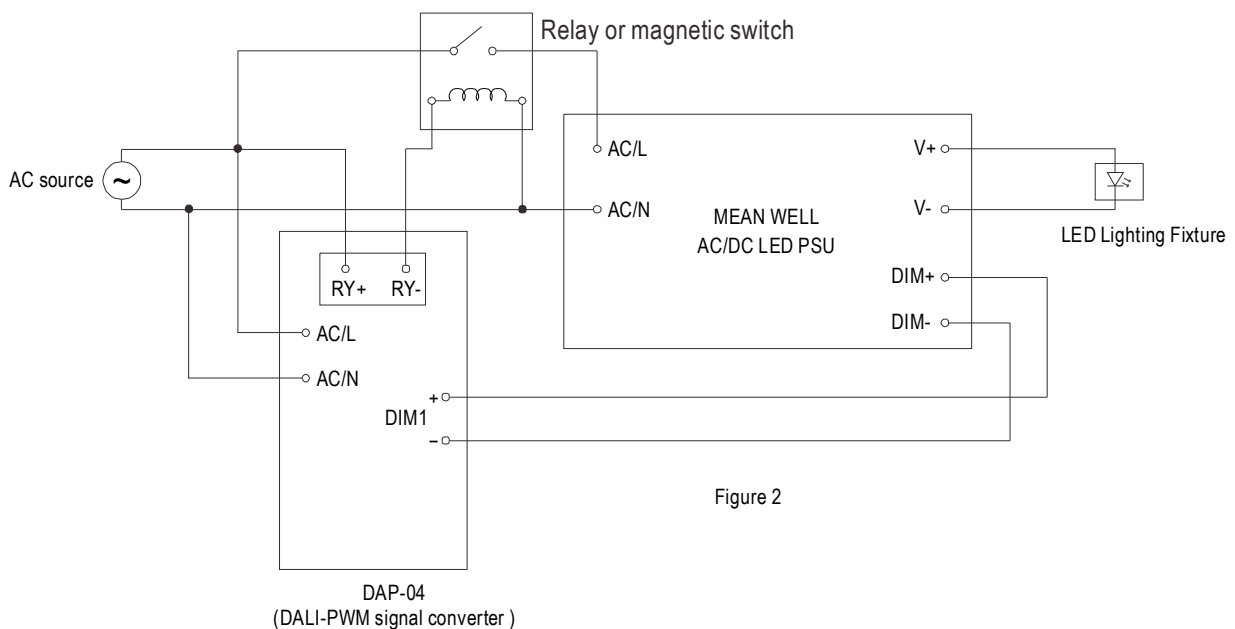 Relay or magnetic switch
AC source
~
AC/L
AC/N
MEAN WELL
AC/DC LED PSU
V+
V-
DIM+
DIM-
LED Lighting Fixture
RY+ RY-
AC/L
AC/N
+
DIM1
–
Figure 2
DAP-04
(DALI-PWM signal converter )